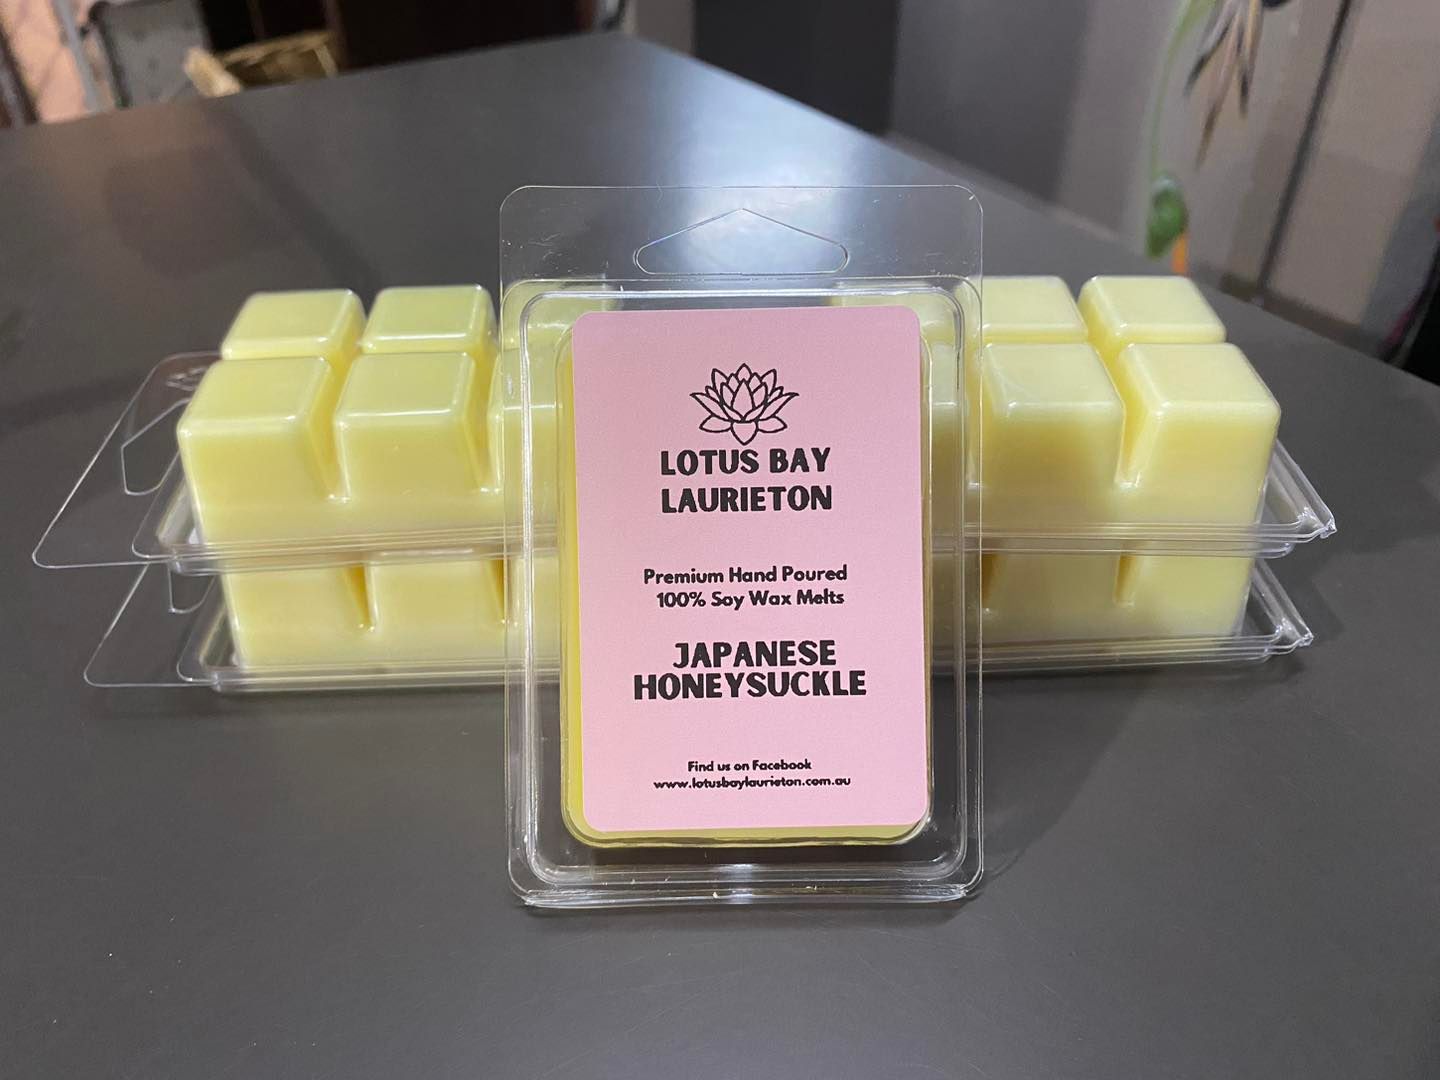 LOTUS BAY
LAURIETON
Premium Hand Poured
100% Soy Wax Melts
JAPANESE
HONEYSUCKLE
Find us on Facebook
www.lotusbaylaurieton.com.au